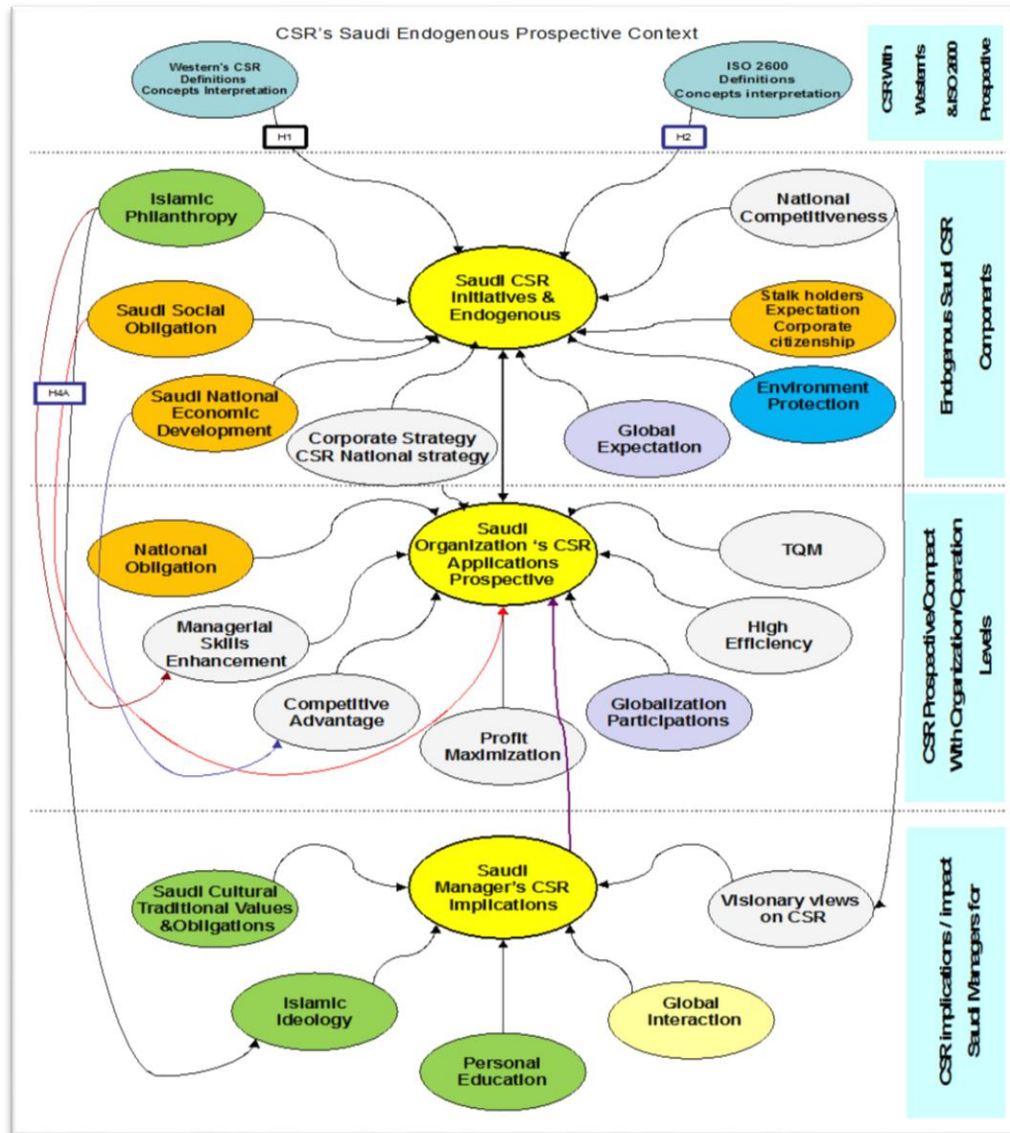 CSR's Saudi Endogenous Prospective Context
Western's CSR
Definitions
Concepts Interpretation
ISO 2600
Definitions
Concepts interpretation
CSR With
Western's
& ISO 2600
Prospective
H1
H2
Islamic
Philanthropy
National
Competitiveness
Saudi CSR
Initiatives &
Endogenous
Saudi Social
Obligation
Stalk holders
Expectation
Corporate
citizenship
H4A
Saudi National
Economic
Development
Environment
Protection
Corporate Strategy
CSR National strategy
Global
Expectation
Endogenous Saudi CSR
Components
National
Obligation
Saudi
Organization 's CSR
Applications
Prospective
TQM
Managerial
Skills
Enhancement
High
Efficiency
Competitive
Advantage
Profit
Maximization
Globalization
Participations
CSR Prospective/Compact
With Organization/Operation
Levels
Saudi Cultural
Traditional Values
&Obligations
Saudi
Manager's CSR
Implications
Visionary views
on CSR
Islamic
Ideology
Personal
Education
Global
Interaction
CSR implications / impact
Saudi Managers for